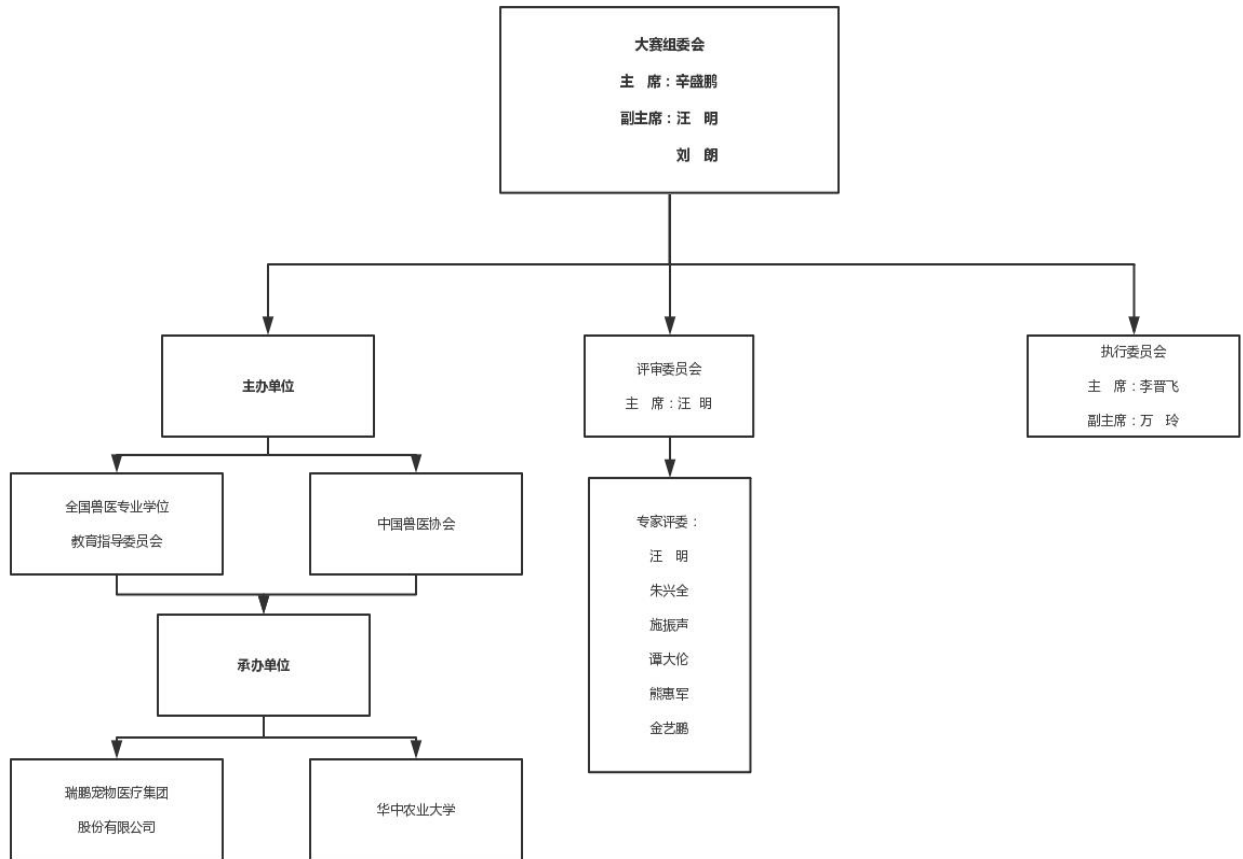 大赛组委会
主 席：辛盛鹏
副主席：汪 明
刘 朗
主办单位
评审委员会
主 席：汪 明
执行委员会
主 席：李晋飞
副主席：万 玲
全国兽医专业学位
教育指导委员会
中国兽医协会
专家评委：
汪 明
朱兴全
施振声
谭大伦
熊惠军
金艺鹏
承办单位
瑞鹏宠物医疗集团
股份有限公司
华中农业大学